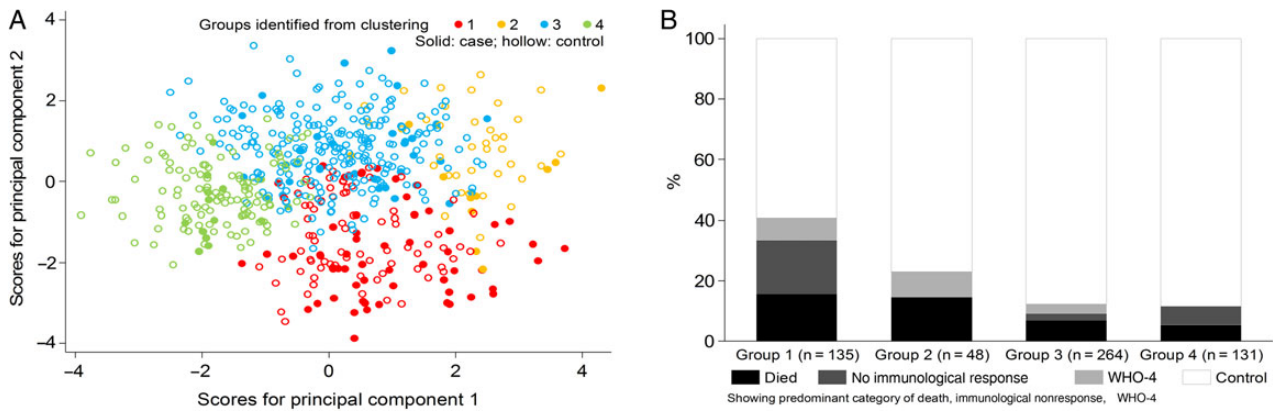 A
Groups identified from clustering 1 2 3 4
Solid: case; hollow: control
Scores for principal component 2
4
2
0
−2
−4
−4 −2 0 2 4
Scores for principal component 1
B
%
100
80
60
40
20
0
Group 1 (n = 135) Group 2 (n = 48) Group 3 (n = 264) Group 4 (n = 131)
Died No immunological response WHO-4 Control
Showing predominant category of death, immunological nonresponse, WHO-4